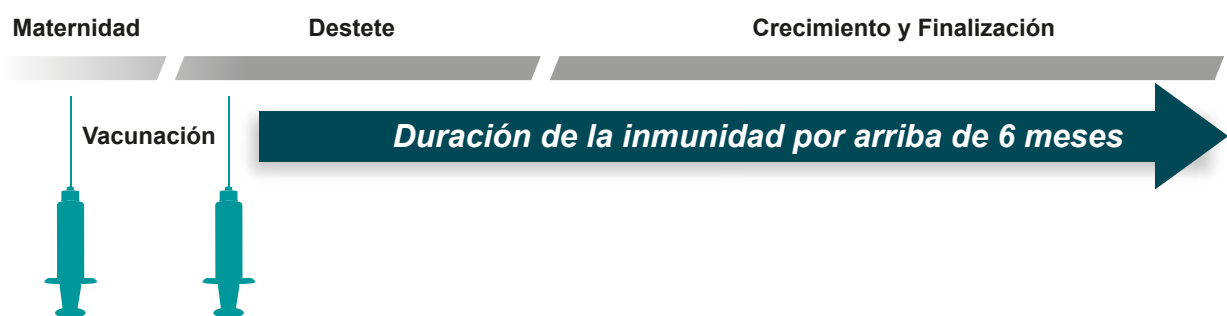 Maternidad
Destete
Crecimiento y Finalización
Vacunación
Duración de la inmunidad por arriba de 6 meses